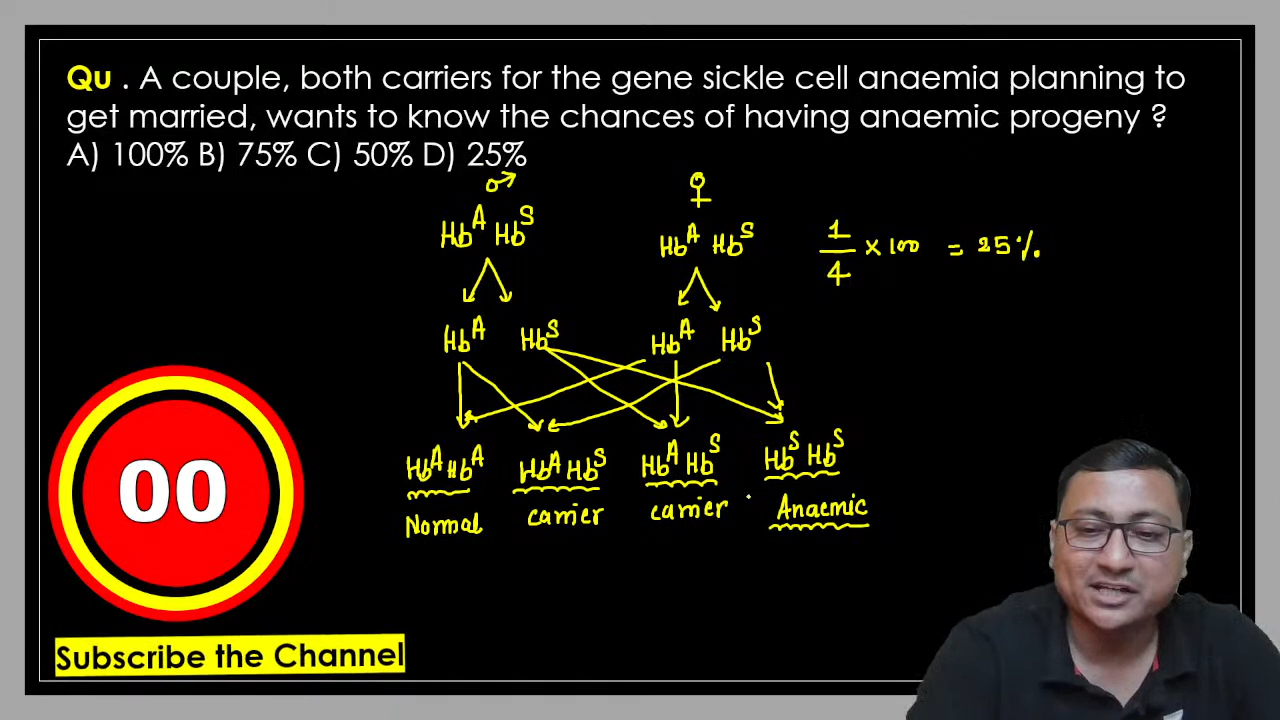 Qu . A couple, both carriers for the gene sickle cell anaemia planning to
get married, wants to know the chances of having anaemic progeny ?
A) 100% B) 75% C) 50% D) 25%
♂ ♀
Hb^A Hb^S Hb^A Hb^S 1/4 × 100 = 25%
Hb^A Hb^S Hb^A Hb^S
Hb^A Hb^A Hb^A Hb^S Hb^A Hb^S Hb^S Hb^S
Normal carrier carrier Anaemic
00
Subscribe the Channel